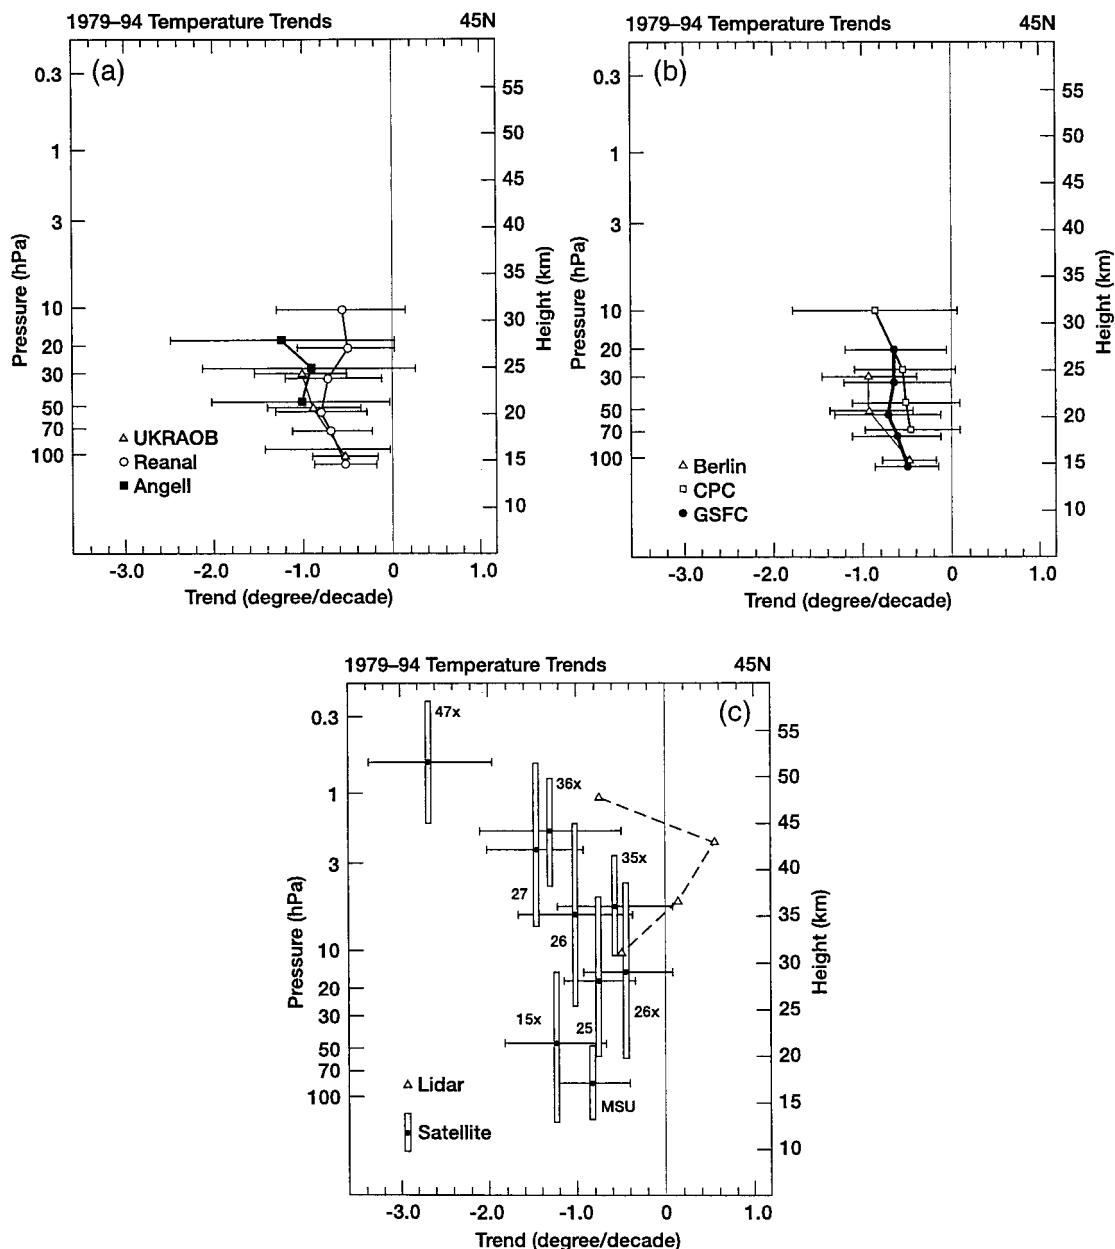 1979–94 Temperature Trends 45N
(a)
0.3
1
3
10
20
30
50
70
100
Pressure (hPa)
55
50
45
40
35
30
25
20
15
10
Height (km)
UKRAOB
Reanal
Angell
-3.0 -2.0 -1.0 0 1.0
Trend (degree/decade)
1979–94 Temperature Trends 45N
(b)
0.3
1
3
10
20
30
50
70
100
Pressure (hPa)
55
50
45
40
35
30
25
20
15
10
Height (km)
Berlin
CPC
GSFC
-3.0 -2.0 -1.0 0 1.0
Trend (degree/decade)
1979–94 Temperature Trends 45N
(c)
0.3
1
3
10
20
30
50
70
100
Pressure (hPa)
55
50
45
40
35
30
25
20
15
10
Height (km)
47x
36x
35x
27
26
15x
25
26x
MSU
Lidar
Satellite
-3.0 -2.0 -1.0 0 1.0
Trend (degree/decade)